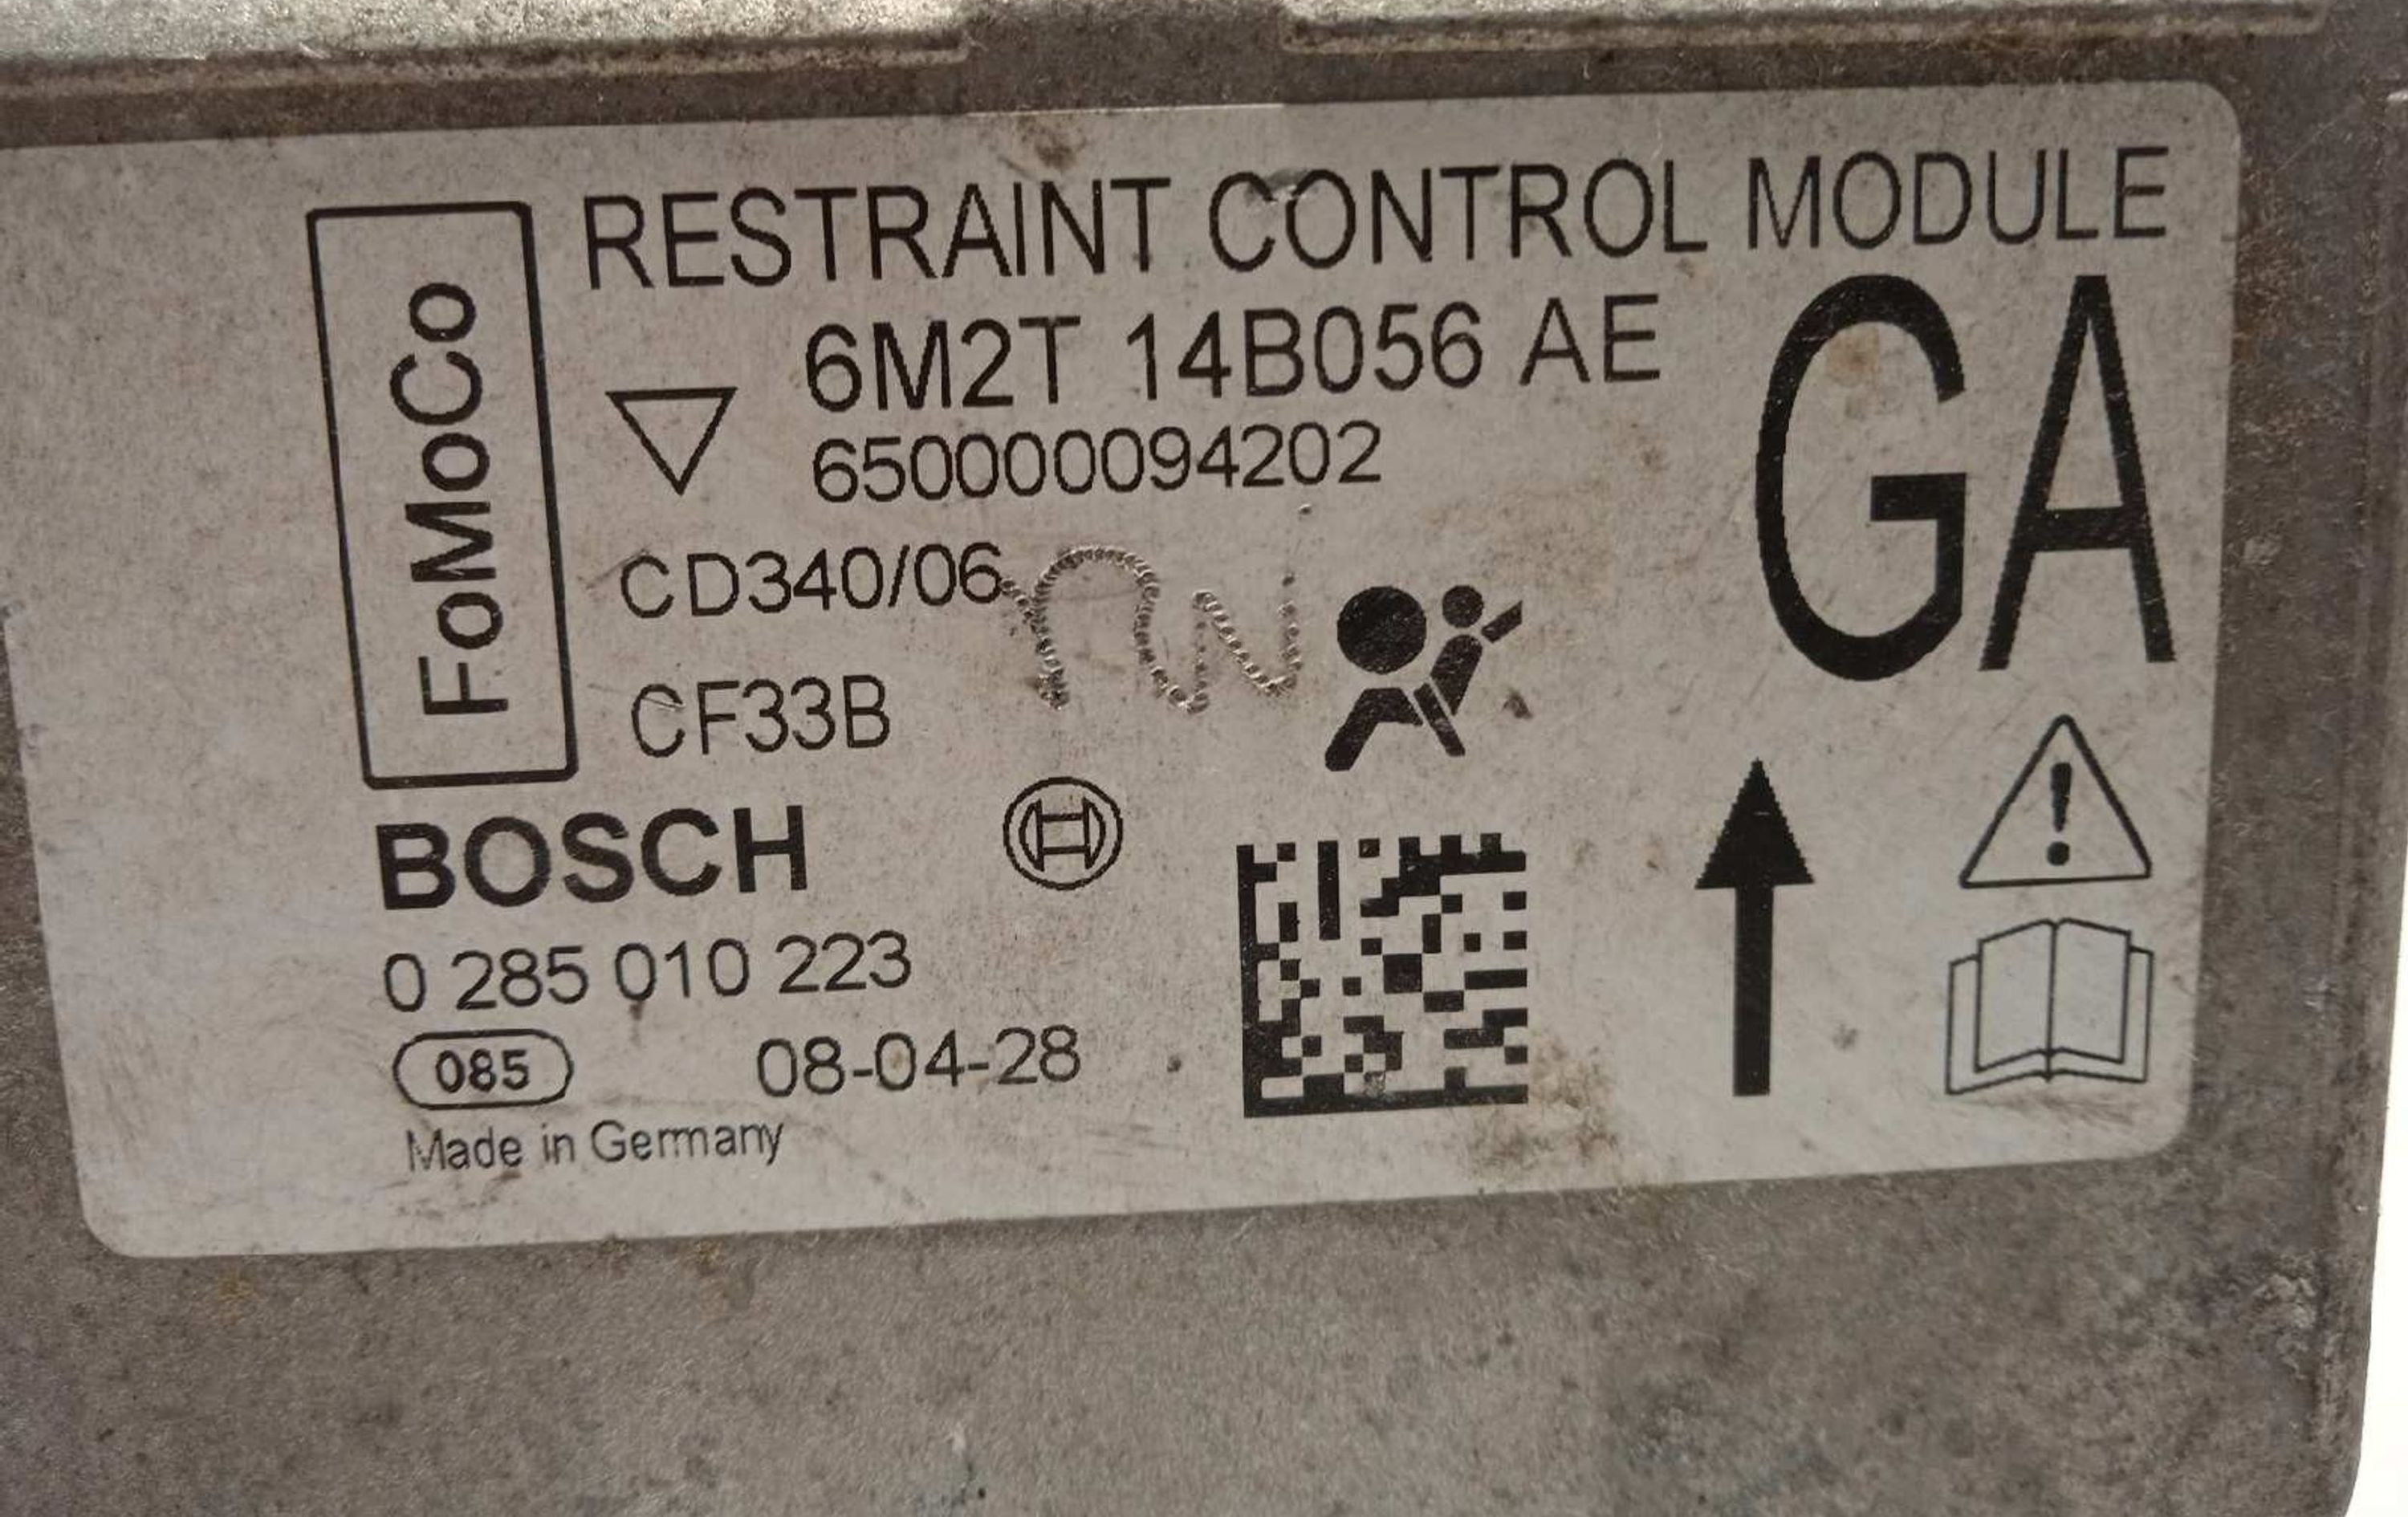 FoMoCo
RESTRAINT CONTROL MODULE
6M2T 14B056 AE
GA
650000094202
CD340/06
CF33B
BOSCH
0 285 010 223
085
08-04-28
Made in Germany